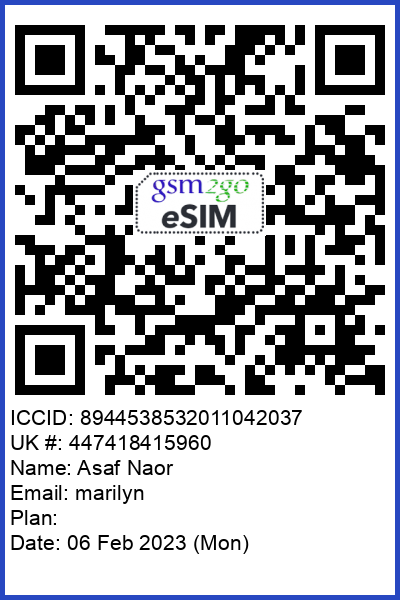 gsm2go
eSIM
ICCID: 8944538532011042037
UK #: 447418415960
Name: Asaf Naor
Email: marilyn
Plan:
Date: 06 Feb 2023 (Mon)